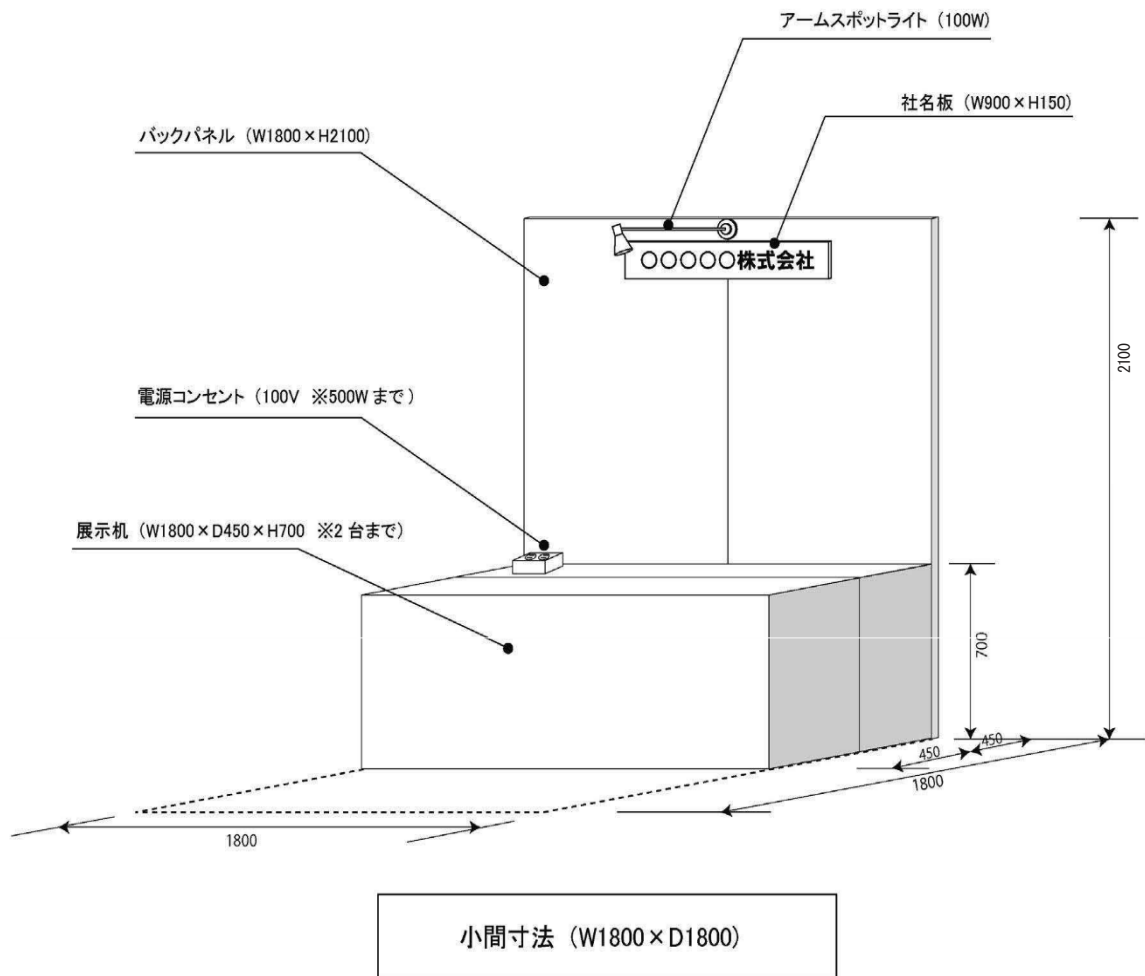 アームスポットライト（100W）
社名板（W900×H150）
バックパネル（W1800×H2100）
○○○○○株式会社
2100
電源コンセント（100V ※500Wまで）
展示机（W1800×D450×H700 ※2台まで）
700
450
450
1800
1800
小間寸法（W1800×D1800）